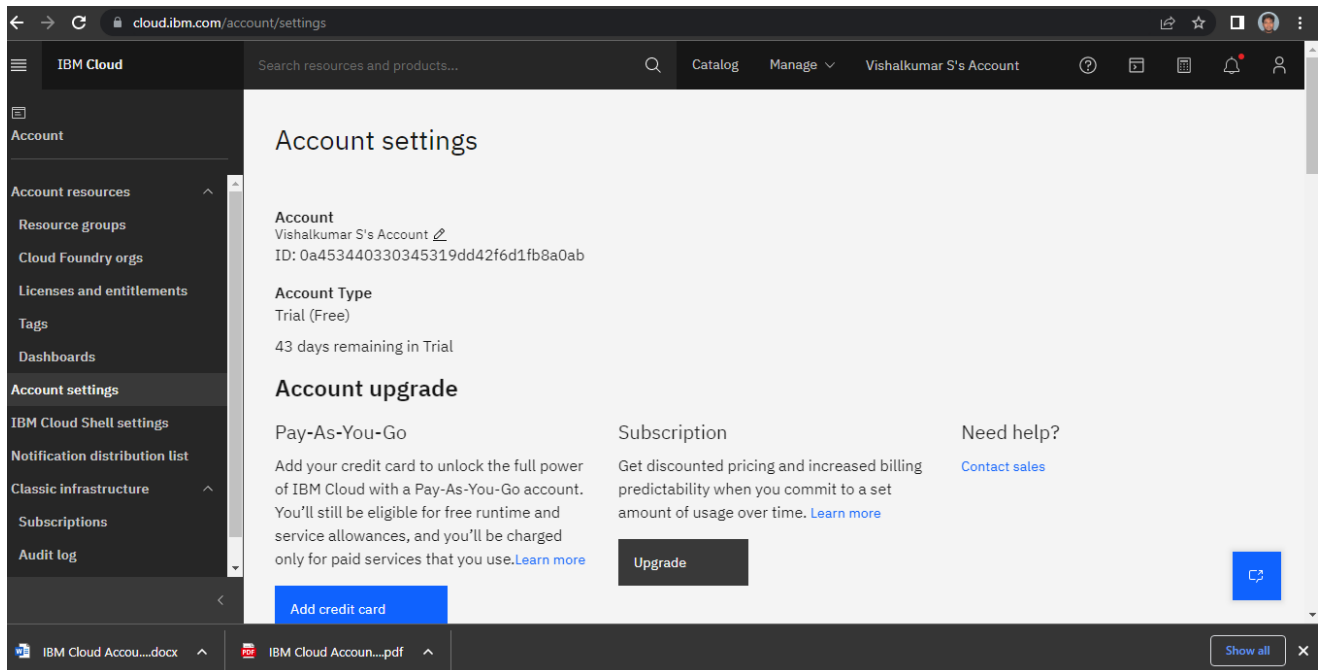 cloud.ibm.com/account/settings
IBM Cloud
Search resources and products...
Catalog
Manage
Vishalkumar S's Account
Account
Account resources
Resource groups
Cloud Foundry orgs
Licenses and entitlements
Tags
Dashboards
Account settings
IBM Cloud Shell settings
Notification distribution list
Classic infrastructure
Subscriptions
Audit log
Account settings
Account
Vishalkumar S's Account
ID: 0a453440330345319dd42f6d1fb8a0ab
Account Type
Trial (Free)
43 days remaining in Trial
Account upgrade
Pay-As-You-Go
Add your credit card to unlock the full power
of IBM Cloud with a Pay-As-You-Go account.
You'll still be eligible for free runtime and
service allowances, and you'll be charged
only for paid services that you use.Learn more
Add credit card
Subscription
Get discounted pricing and increased billing
predictability when you commit to a set
amount of usage over time. Learn more
Upgrade
Need help?
Contact sales
IBM Cloud Accou....docx
PDF
IBM Cloud Accoun....pdf
Show all